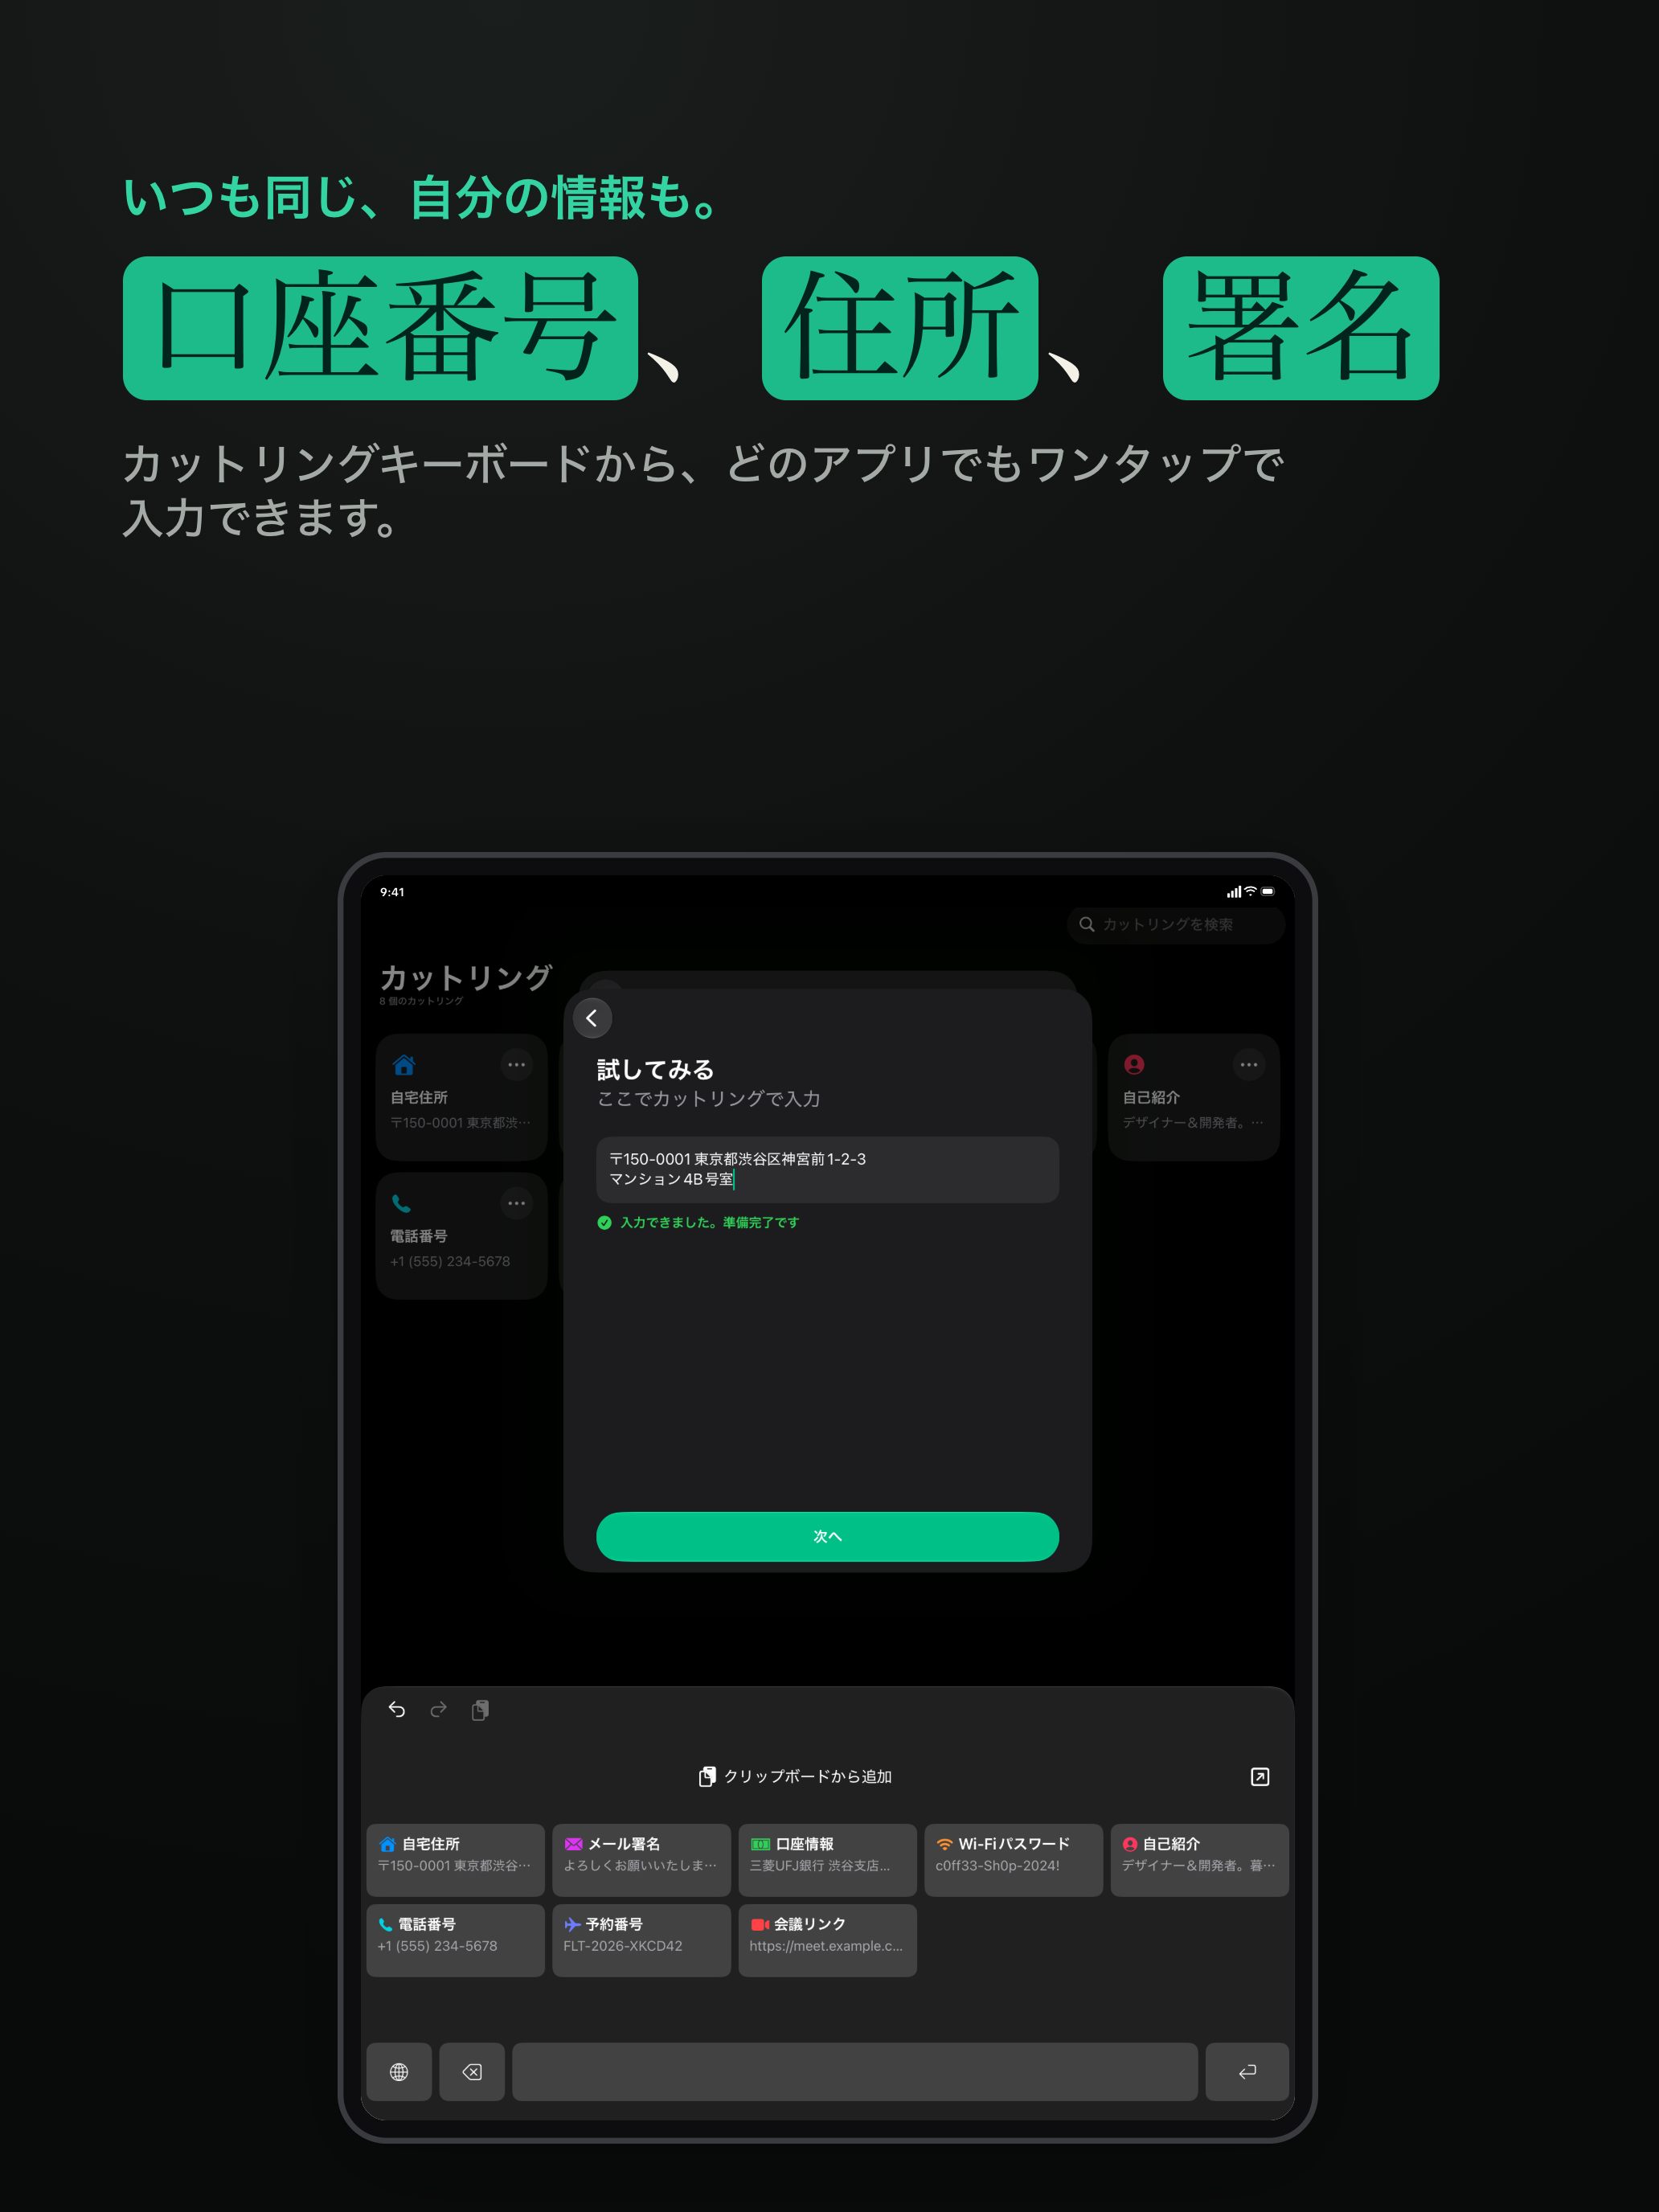 いつも同じ、自分の情報も。
口座番号、 住所、 署名
カットリングキーボードから、どのアプリでもワンタップで
入力できます。
9:41
カットリングを検索
カットリング
8 個のカットリング
自宅住所
〒150-0001 東京都渋…
電話番号
+1 (555) 234-5678
自己紹介
デザイナー＆開発者。…
試してみる
ここでカットリングで入力
〒150-0001 東京都渋谷区神宮前 1-2-3
マンション 4B 号室
入力できました。準備完了です
次へ
クリップボードから追加
自宅住所
〒150-0001 東京都渋谷…
メール署名
よろしくお願いいたしま…
口座情報
三菱UFJ銀行 渋谷支店...
Wi-Fi パスワード
c0ff33-Sh0p-2024!
自己紹介
デザイナー＆開発者。暮…
電話番号
+1 (555) 234-5678
予約番号
FLT-2026-XKCD42
会議リンク
https://meet.example.c...